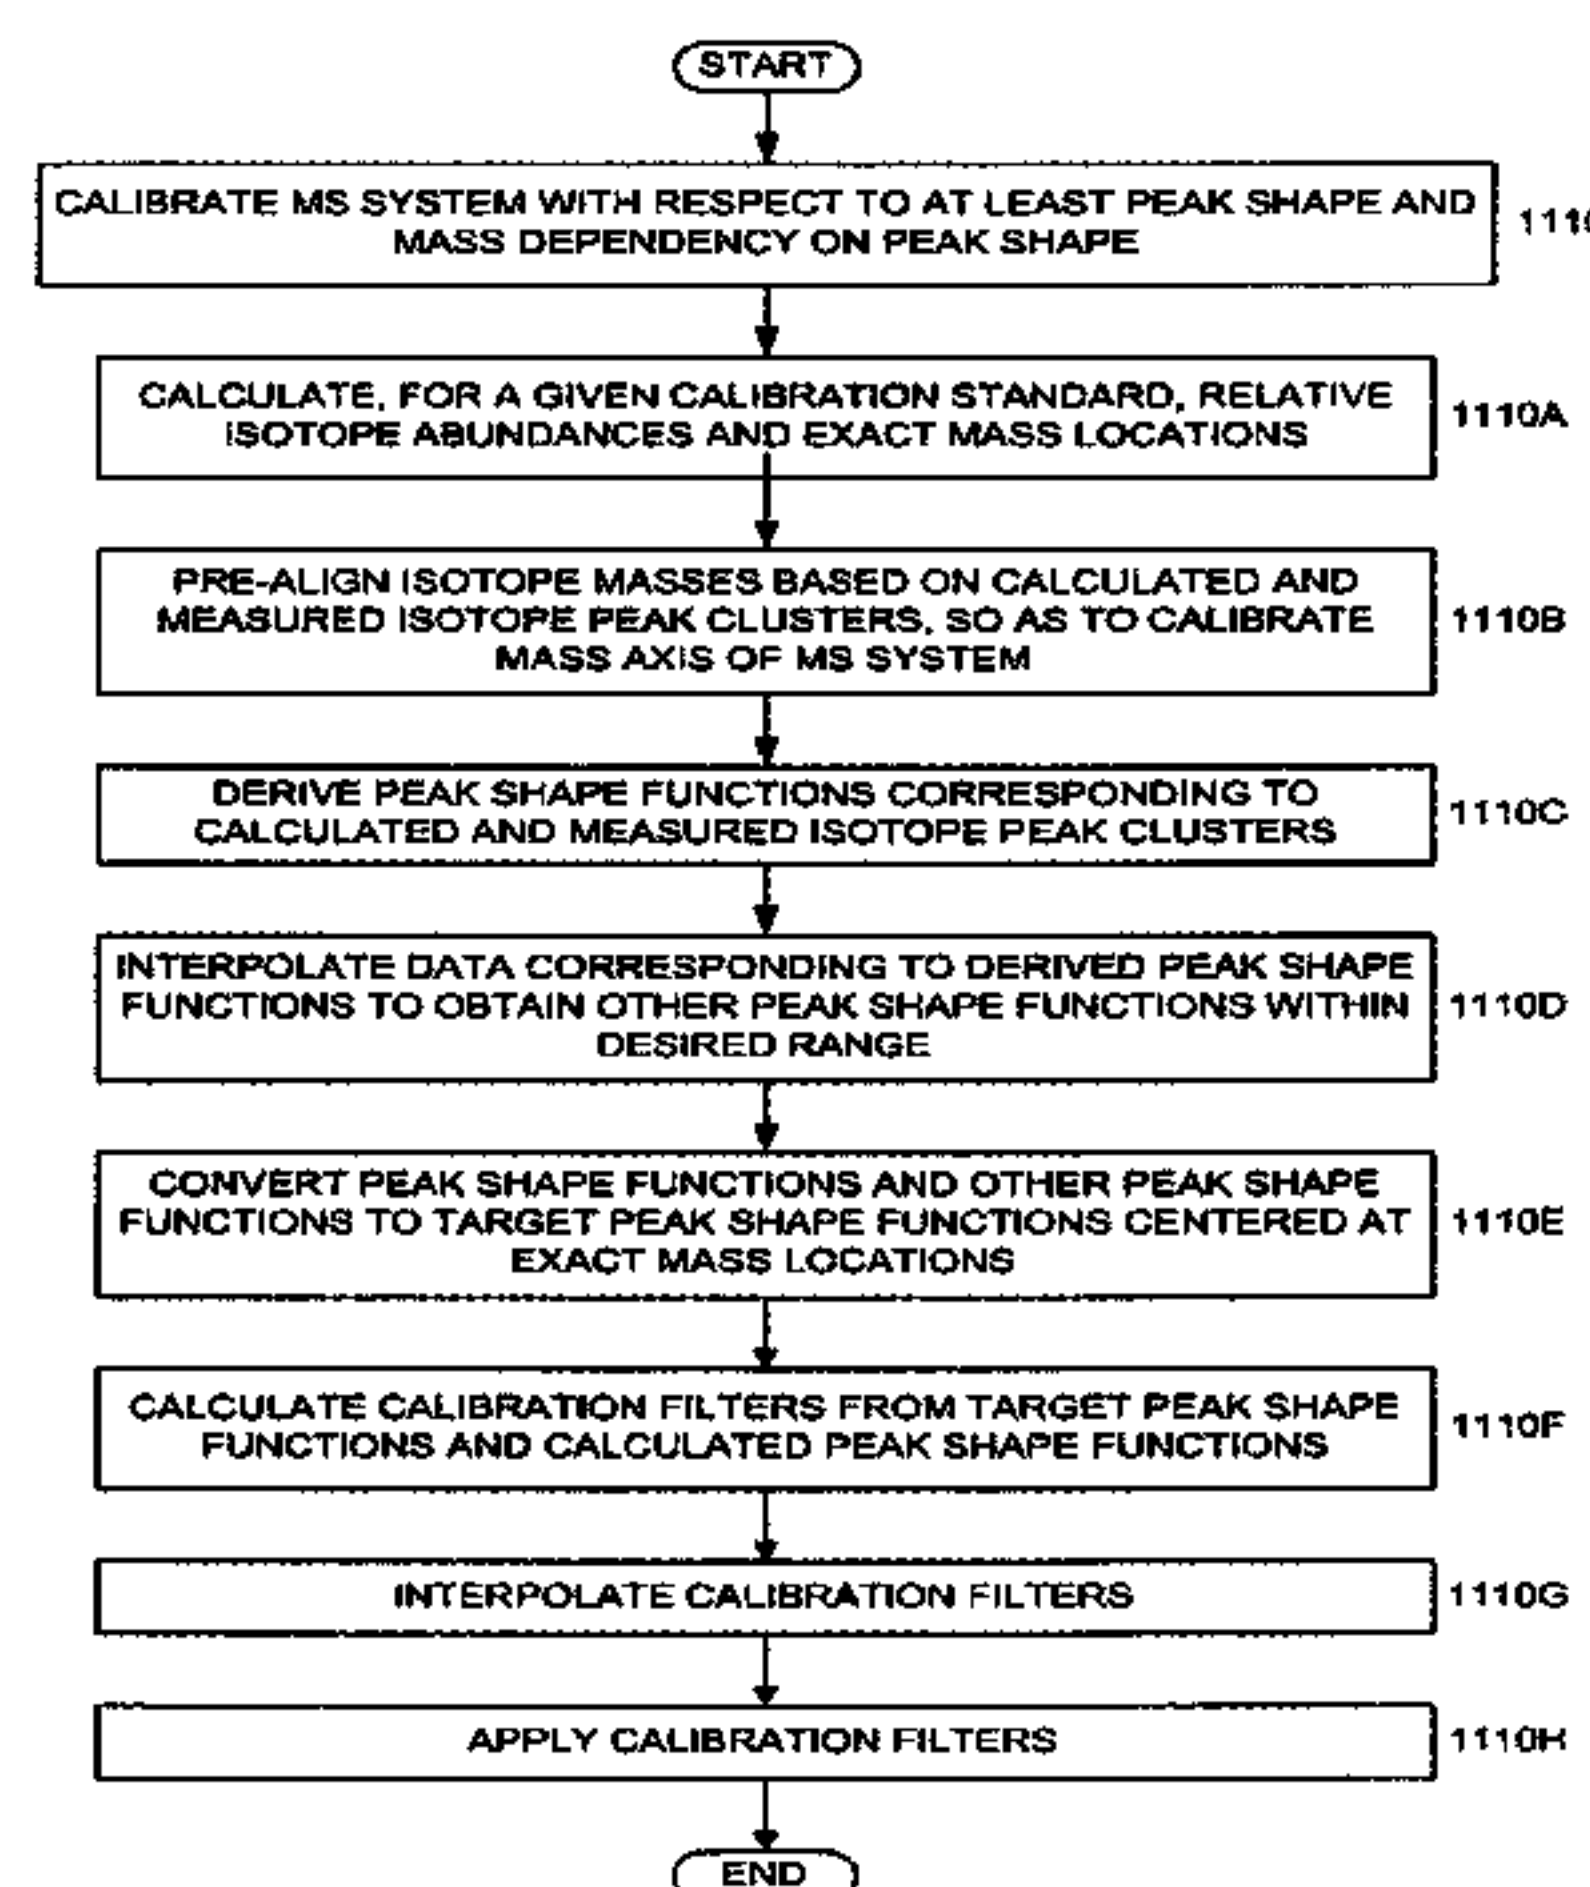 START
CALIBRATE MS SYSTEM WITH RESPECT TO AT LEAST PEAK SHAPE AND
MASS DEPENDENCY ON PEAK SHAPE
1110
CALCULATE, FOR A GIVEN CALIBRATION STANDARD, RELATIVE
ISOTOPE ABUNDANCES AND EXACT MASS LOCATIONS
1110A
PRE-ALIGN ISOTOPE MASSES BASED ON CALCULATED AND
MEASURED ISOTOPE PEAK CLUSTERS, SO AS TO CALIBRATE
MASS AXIS OF MS SYSTEM
1110B
DERIVE PEAK SHAPE FUNCTIONS CORRESPONDING TO
CALCULATED AND MEASURED ISOTOPE PEAK CLUSTERS
1110C
INTERPOLATE DATA CORRESPONDING TO DERIVED PEAK SHAPE
FUNCTIONS TO OBTAIN OTHER PEAK SHAPE FUNCTIONS WITHIN
DESIRED RANGE
1110D
CONVERT PEAK SHAPE FUNCTIONS AND OTHER PEAK SHAPE
FUNCTIONS TO TARGET PEAK SHAPE FUNCTIONS CENTERED AT
EXACT MASS LOCATIONS
1110E
CALCULATE CALIBRATION FILTERS FROM TARGET PEAK SHAPE
FUNCTIONS AND CALCULATED PEAK SHAPE FUNCTIONS
1110F
INTERPOLATE CALIBRATION FILTERS
1110G
APPLY CALIBRATION FILTERS
1110H
END